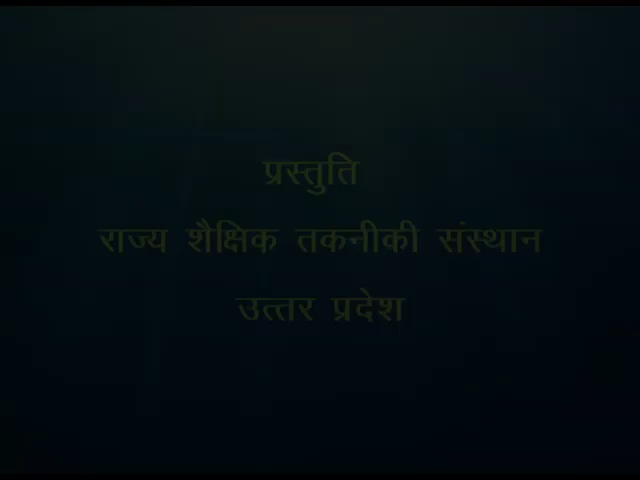 प्रस्तुति
राज्य शैक्षिक तकनीकी संस्थान
उत्तर प्रदेश